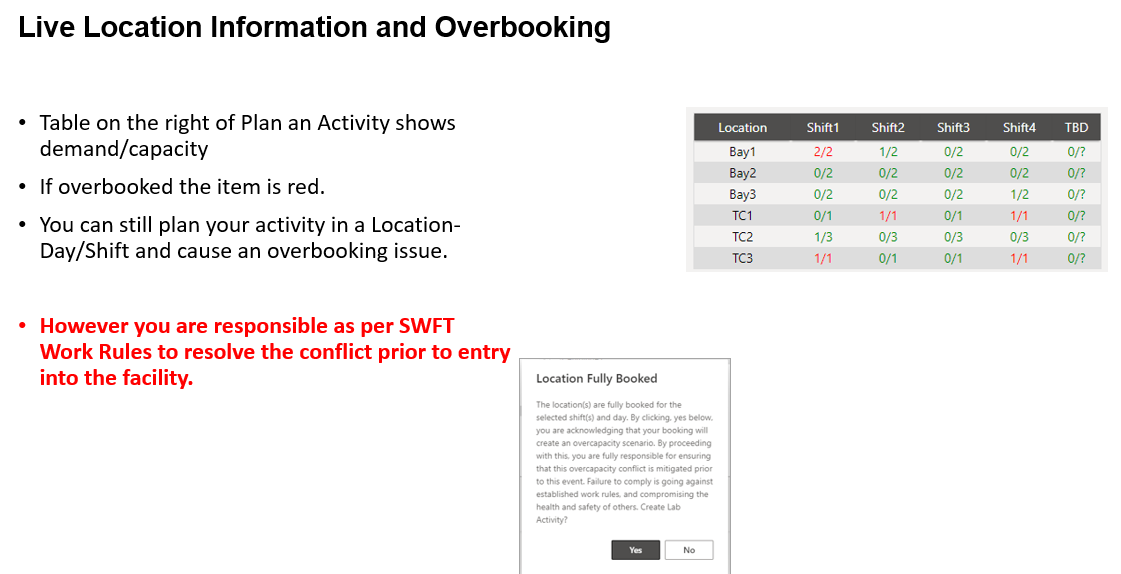 Live Location Information and Overbooking
• Table on the right of Plan an Activity shows
demand/capacity
• If overbooked the item is red.
• You can still plan your activity in a Location-
Day/Shift and cause an overbooking issue.
• However you are responsible as per SWFT
Work Rules to resolve the conflict prior to entry
into the facility.
Location Shift1 Shift2 Shift3 Shift4 TBD
Bay1 2/2 1/2 0/2 0/2 0/?
Bay2 0/2 0/2 0/2 0/2 0/?
Bay3 0/2 0/2 0/2 1/2 0/?
TC1 0/1 1/1 0/1 1/1 0/?
TC2 1/3 0/3 0/3 0/3 0/?
TC3 1/1 0/1 0/1 1/1 0/?
Location Fully Booked
The location(s) are fully booked for the
selected shift(s) and day. By clicking, yes below,
you are acknowledging that your booking will
create an overcapacity scenario. By proceeding
with this, you are fully responsible for ensuring
that this overcapacity conflict is mitigated prior
to this event. Failure to comply is going against
established work rules, and compromising the
health and safety of others. Create Lab
Activity?
Yes No